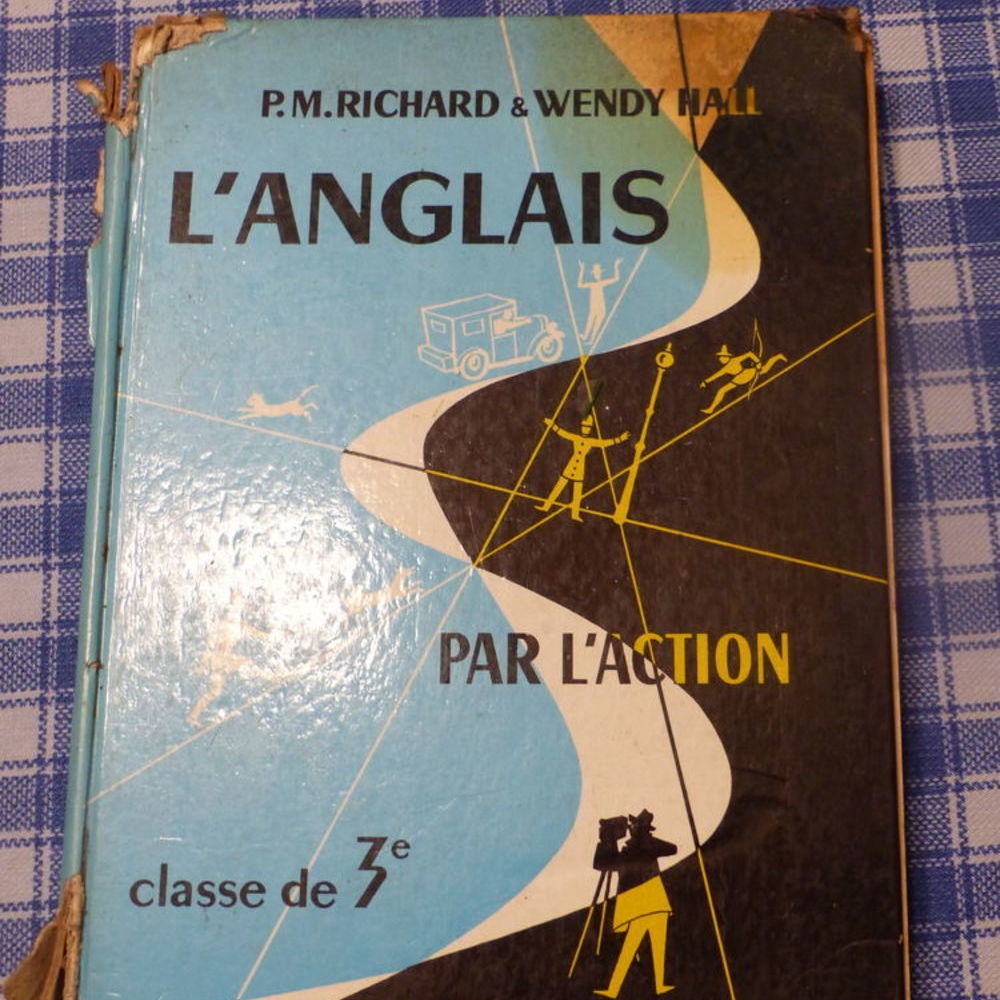 P.M.RICHARD & WENDY HALL
L'ANGLAIS
PAR L'ACTION
classe de 3e